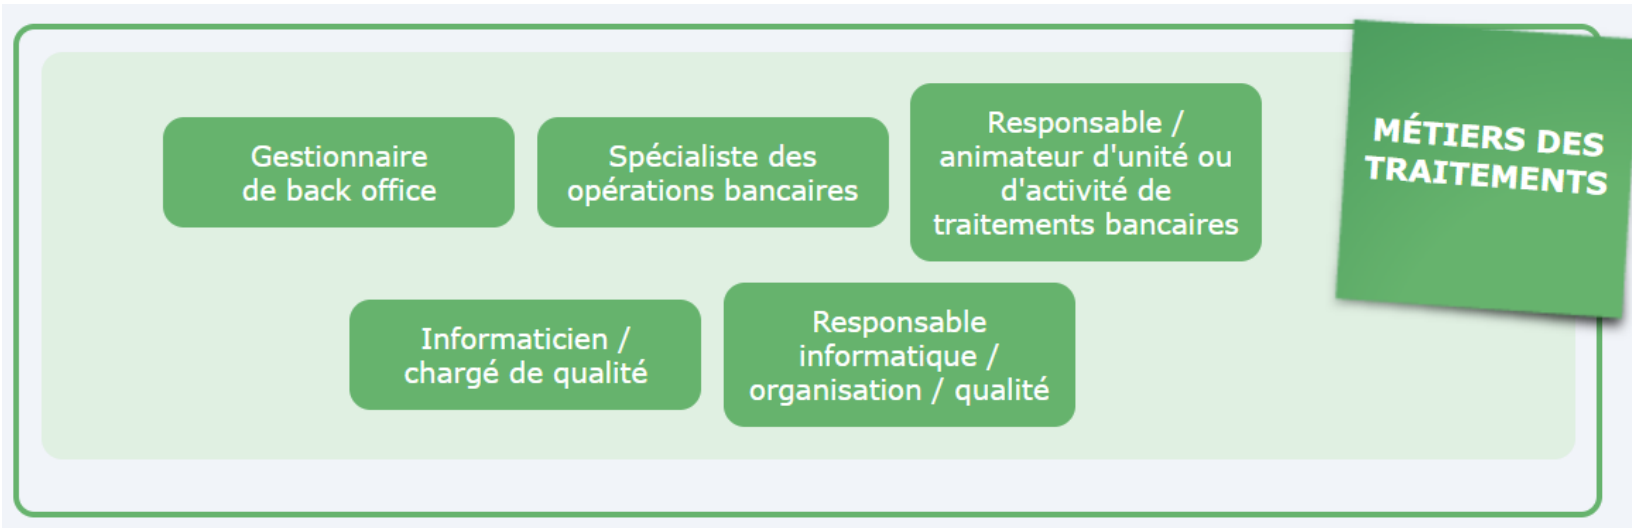 Gestionnaire
de back office
Spécialiste des
opérations bancaires
Responsable /
animateur d'unité ou
d'activité de
traitements bancaires
MÉTIERS DES
TRAITEMENTS
Informaticien /
chargé de qualité
Responsable
informatique /
organisation / qualité